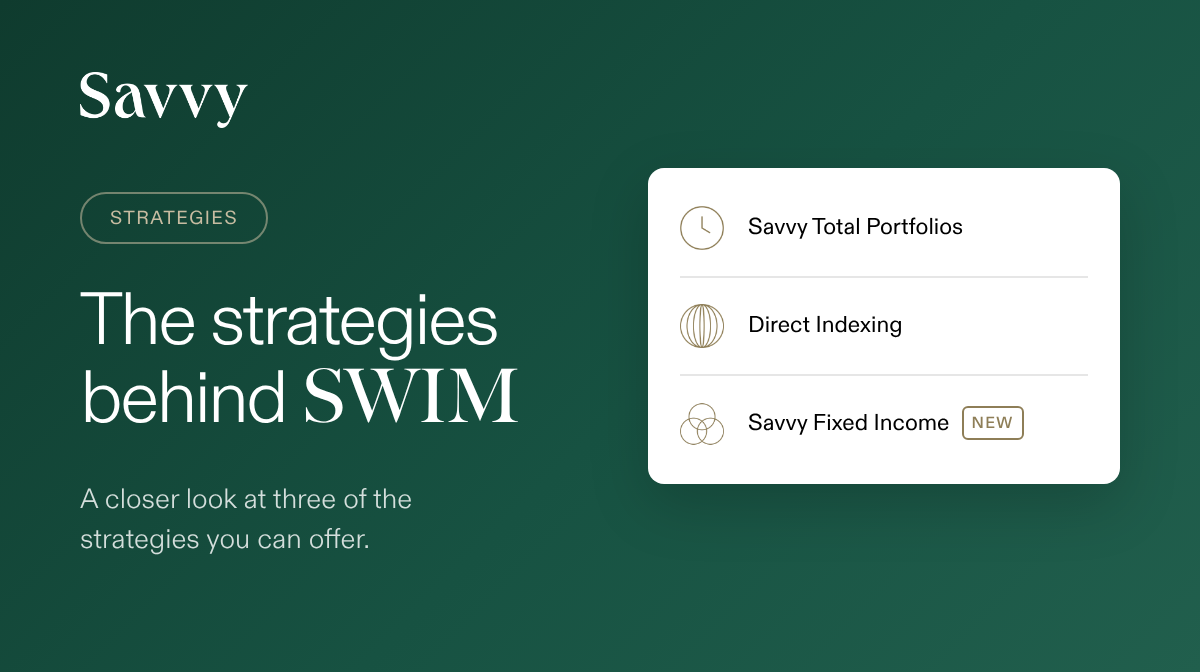 Savvy
STRATEGIES
The strategies
behind SWIM
A closer look at three of the
strategies you can offer.
Savvy Total Portfolios
Direct Indexing
Savvy Fixed Income NEW